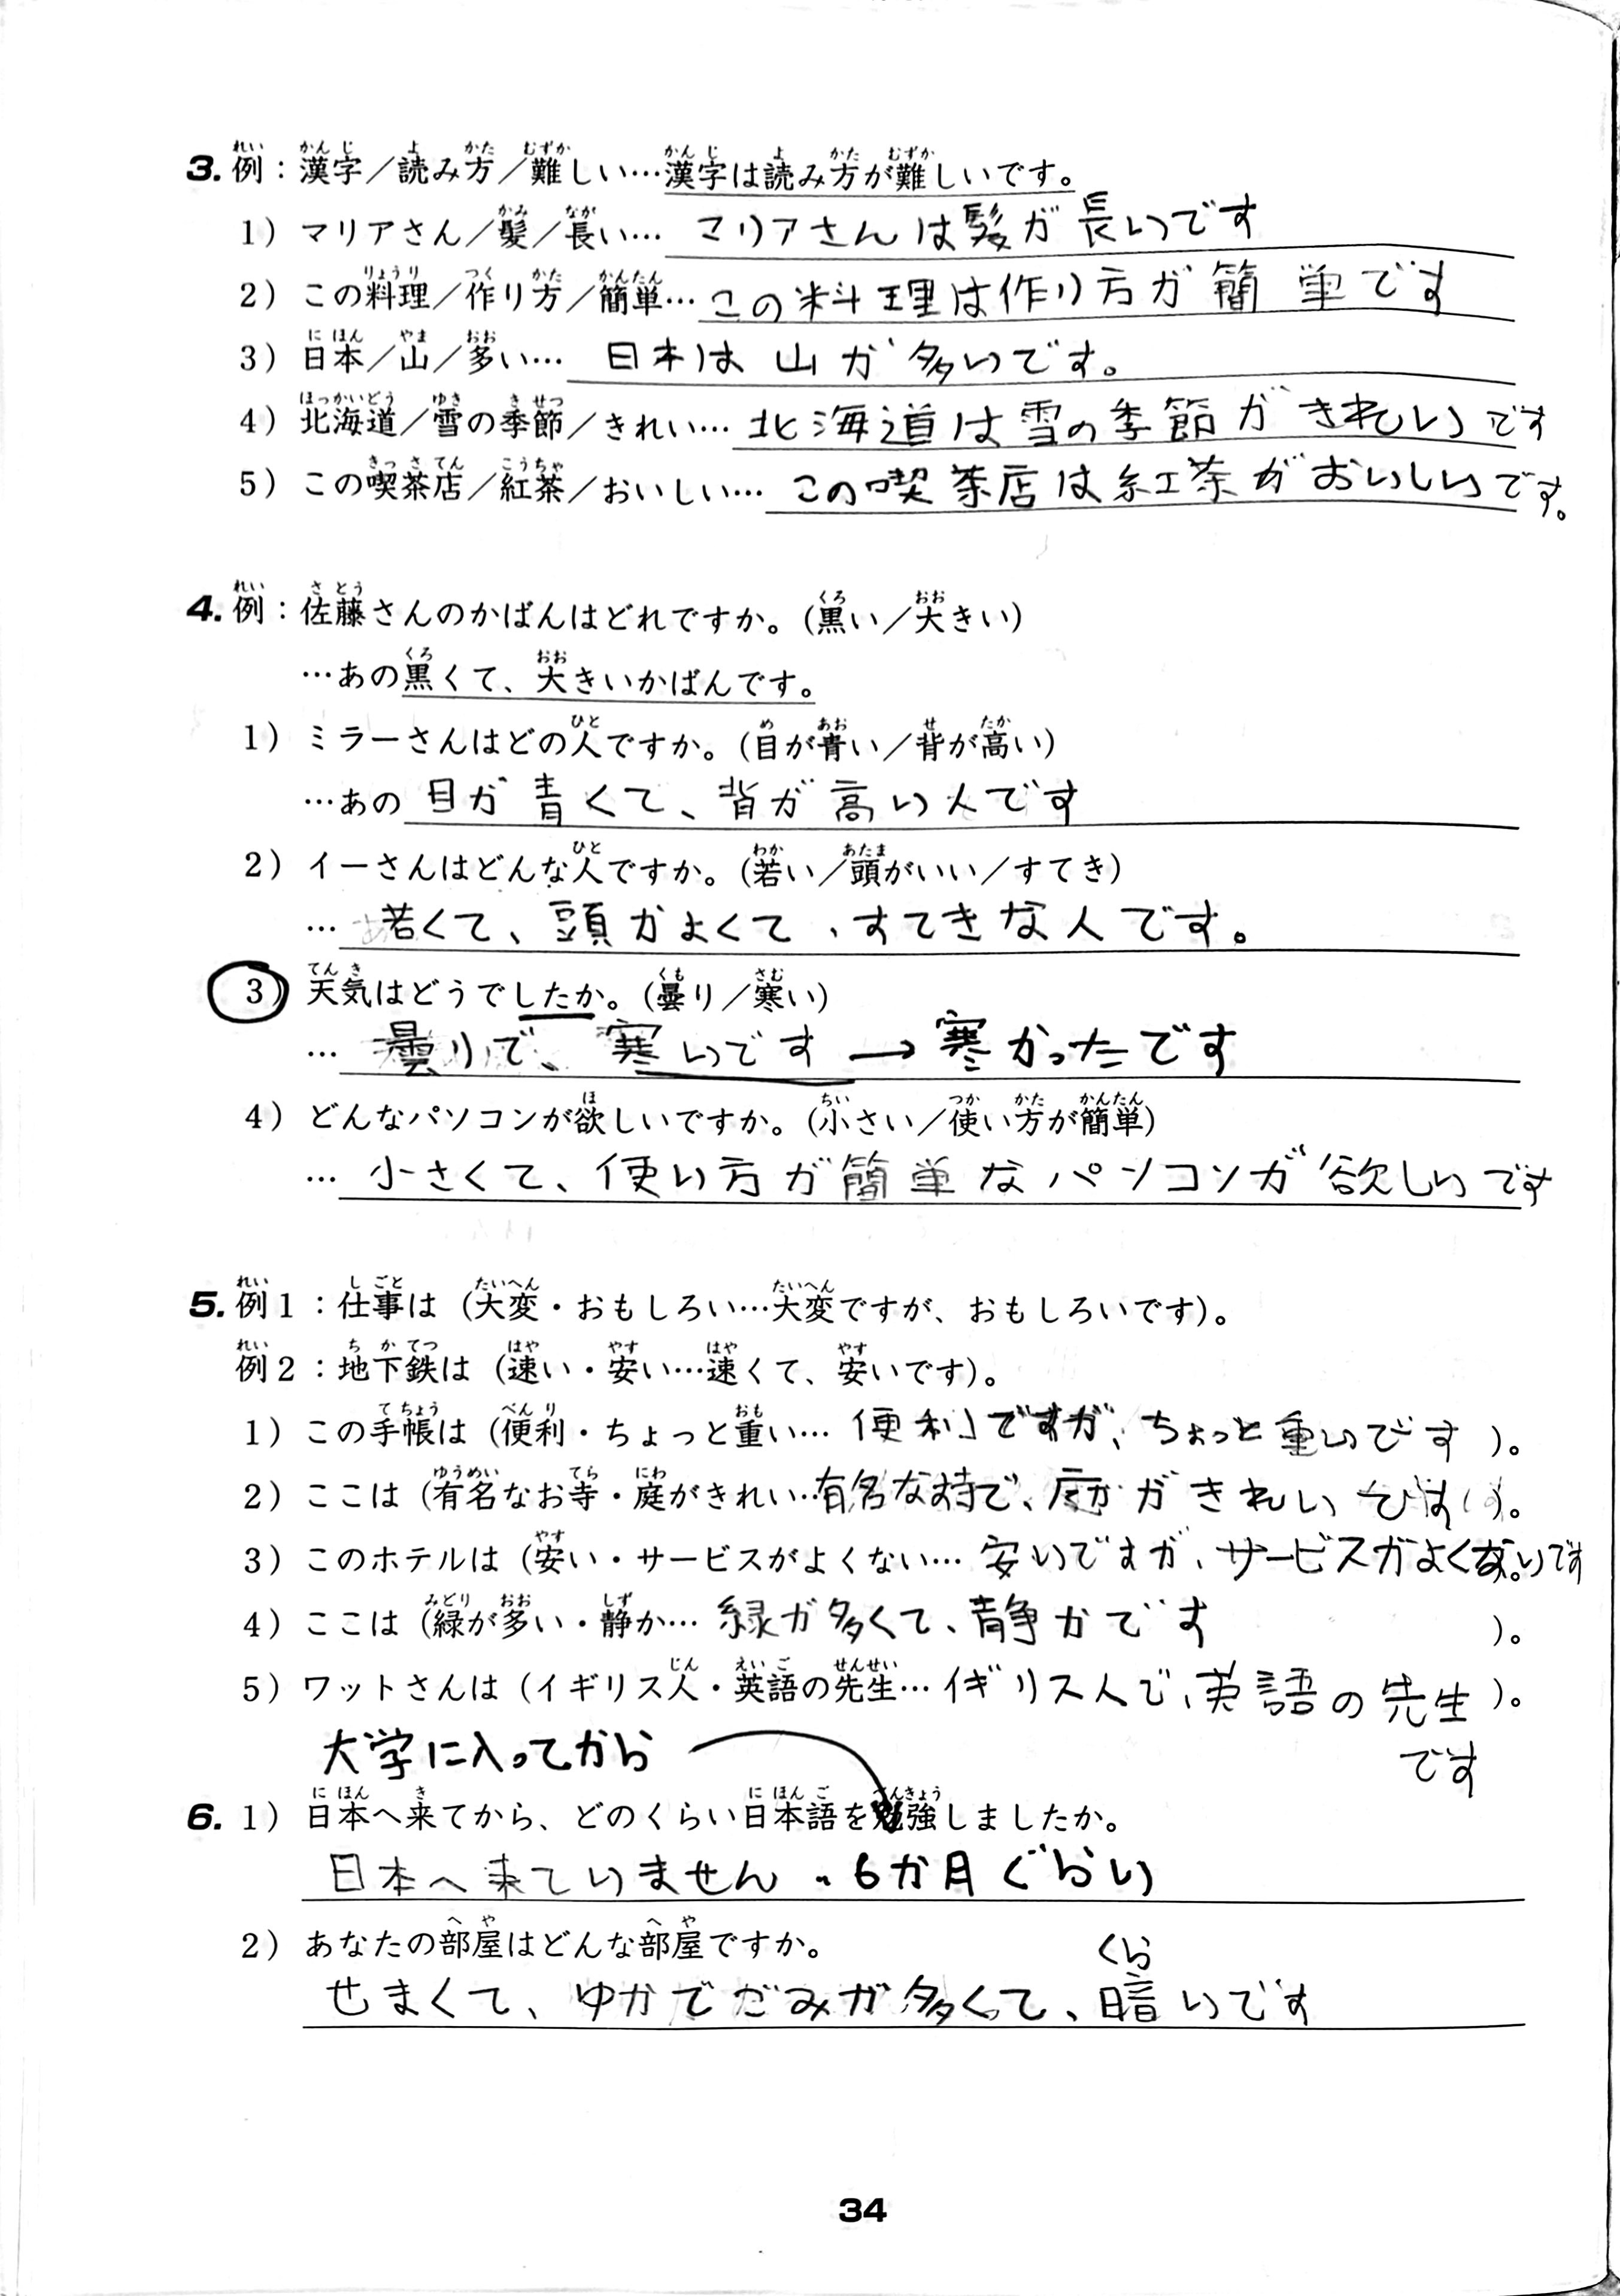 3. 例：漢字／読み方／難しい…漢字は読み方が難しいです。
1) マリアさん／髪／長い… マリアさんは髪が長いです
2) この料理／作り方／簡単… この料理は作り方が簡単です
3) 日本／山／多い… 日本は山が多いです。
4) 北海道／雪の季節／きれい… 北海道は雪の季節がきれいです
5) この喫茶店／紅茶／おいしい… この喫茶店は紅茶がおいしいです。
4. 例：佐藤さんのかばんはどれですか。(黒い／大きい)
…あの黒くて、大きいかばんです。
1) ミラーさんはどの人ですか。(目が青い／背が高い)
…あの 目が青くて、背が高い人です
2) イーさんはどんな人ですか。(若い／頭がいい／すてき)
… 若くて、頭がよくて、すてきな人です。
3) 天気はどうでしたか。(曇り／寒い)
… 曇りで、寒いです → 寒かったです
4) どんなパソコンが欲しいですか。(小さい／使い方が簡単)
… 小さくて、使い方が簡単なパソコンが欲しいです
5. 例1：仕事は (大変・おもしろい…大変ですが、おもしろいです)。
例2：地下鉄は (速い・安い…速くて、安いです)。
1) この手帳は (便利・ちょっと重い… 便利ですが、ちょっと重いです )。
2) ここは (有名なお寺・庭がきれい… 有名なお寺で、庭がきれいです )。
3) このホテルは (安い・サービスがよくない… 安いですが、サービスがよくないです
4) ここは (緑が多い・静か… 緑が多くて、静かです )。
5) ワットさんは (イギリス人・英語の先生… イギリス人で、英語の先生 )。
です
大学に入ってから
6. 1) 日本へ来てから、どのくらい日本語を勉強しましたか。
日本へ来ていません 。6か月ぐらい
2) あなたの部屋はどんな部屋ですか。
くら
せまくて、ゆかでごみが多くて、暗いです
34